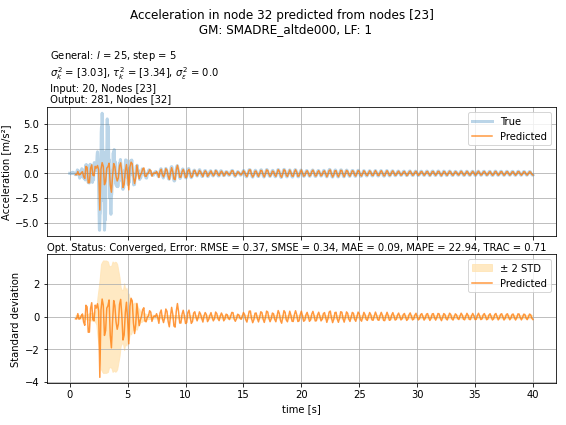 Acceleration in node 32 predicted from nodes [23]
GM: SMADRE_altde000, LF: 1
General: l = 25, step = 5
σ²ₖ = [3.03], τ²ₖ = [3.34], σ²ε = 0.0
Input: 20, Nodes [23]
Output: 281, Nodes [32]
Acceleration [m/s²]
5.0
2.5
0.0
−2.5
−5.0
True
Predicted
Opt. Status: Converged, Error: RMSE = 0.37, SMSE = 0.34, MAE = 0.09, MAPE = 22.94, TRAC = 0.71
Standard deviation
2
0
−2
−4
± 2 STD
Predicted
0 5 10 15 20 25 30 35 40
time [s]